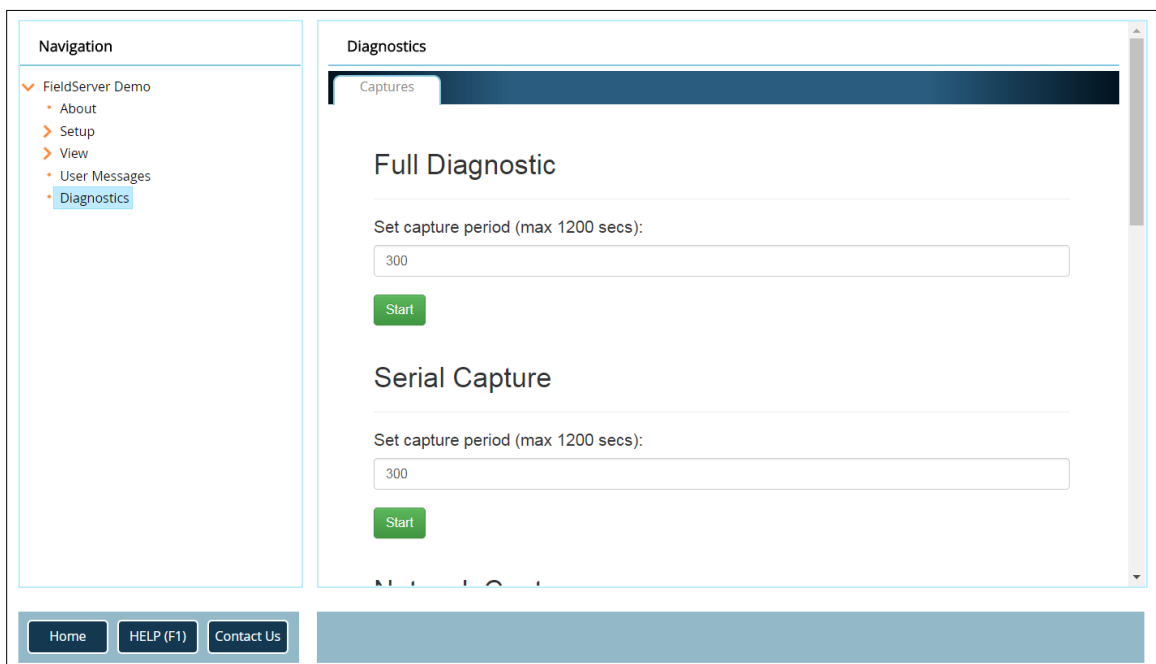 Navigation
FieldServer Demo
About
Setup
View
User Messages
Diagnostics
Diagnostics
Captures
Full Diagnostic
Set capture period (max 1200 secs):
300
Start
Serial Capture
Set capture period (max 1200 secs):
300
Start
Home
HELP (F1)
Contact Us